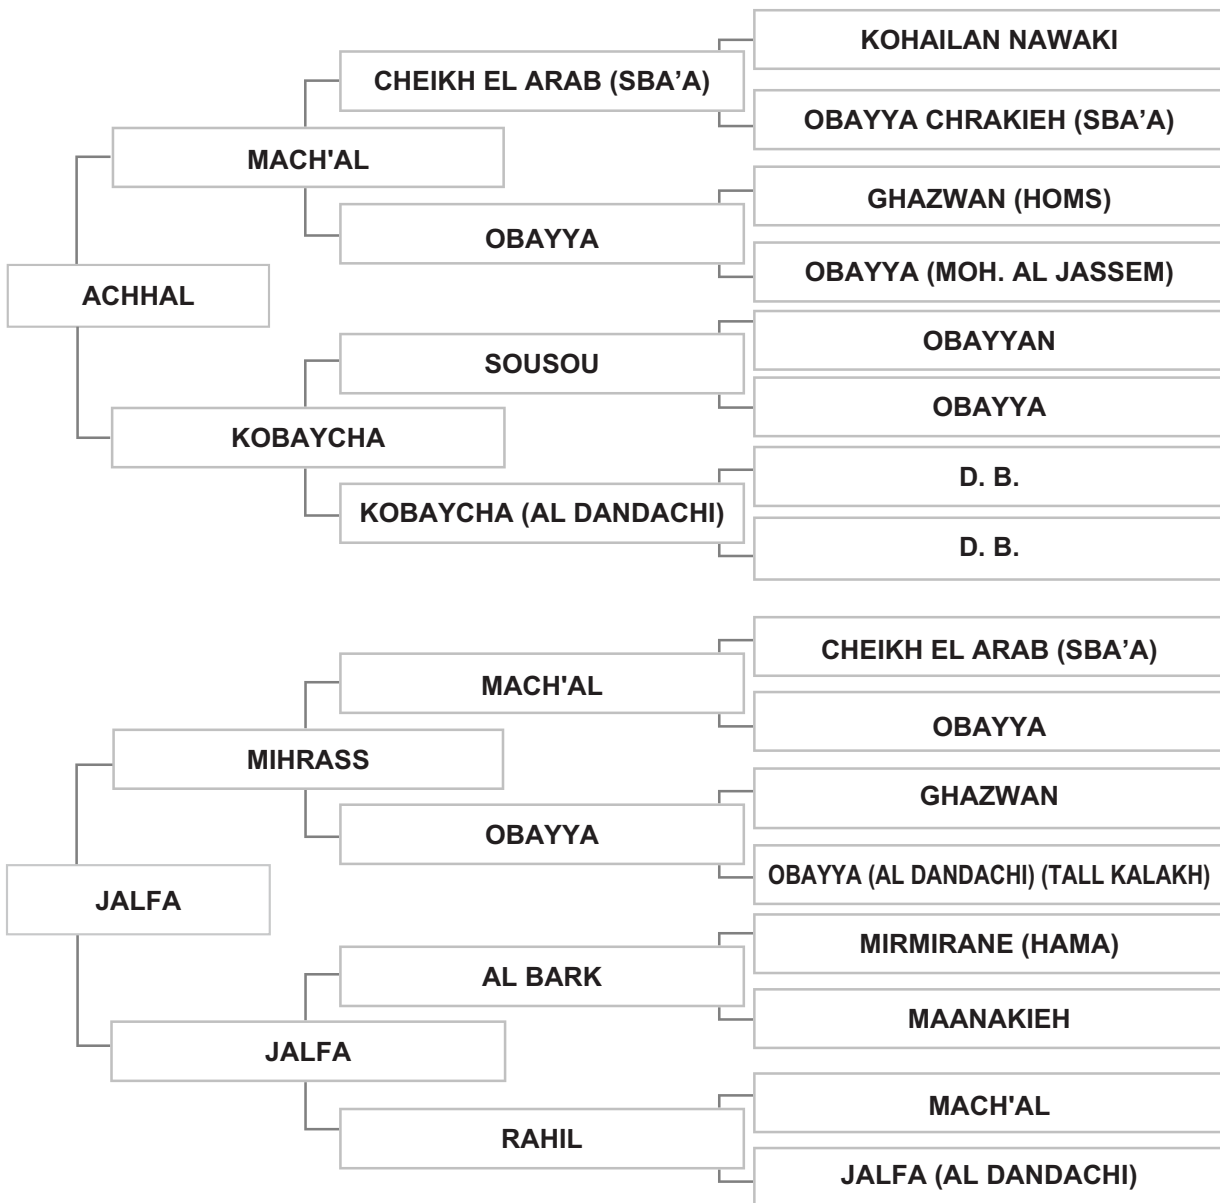 KOHAILAN NAWAKI
CHEIKH EL ARAB (SBA’A)
OBAYYA CHRAKIEH (SBA’A)
MACH'AL
GHAZWAN (HOMS)
OBAYYA
OBAYYA (MOH. AL JASSEM)
ACHHAL
OBAYYAN
SOUSOU
OBAYYA
KOBAYCHA
D. B.
KOBAYCHA (AL DANDACHI)
D. B.
CHEIKH EL ARAB (SBA’A)
MACH'AL
OBAYYA
MIHRASS
GHAZWAN
OBAYYA
OBAYYA (AL DANDACHI) (TALL KALAKH)
JALFA
MIRMIRANE (HAMA)
AL BARK
MAANAKIEH
JALFA
MACH'AL
RAHIL
JALFA (AL DANDACHI)